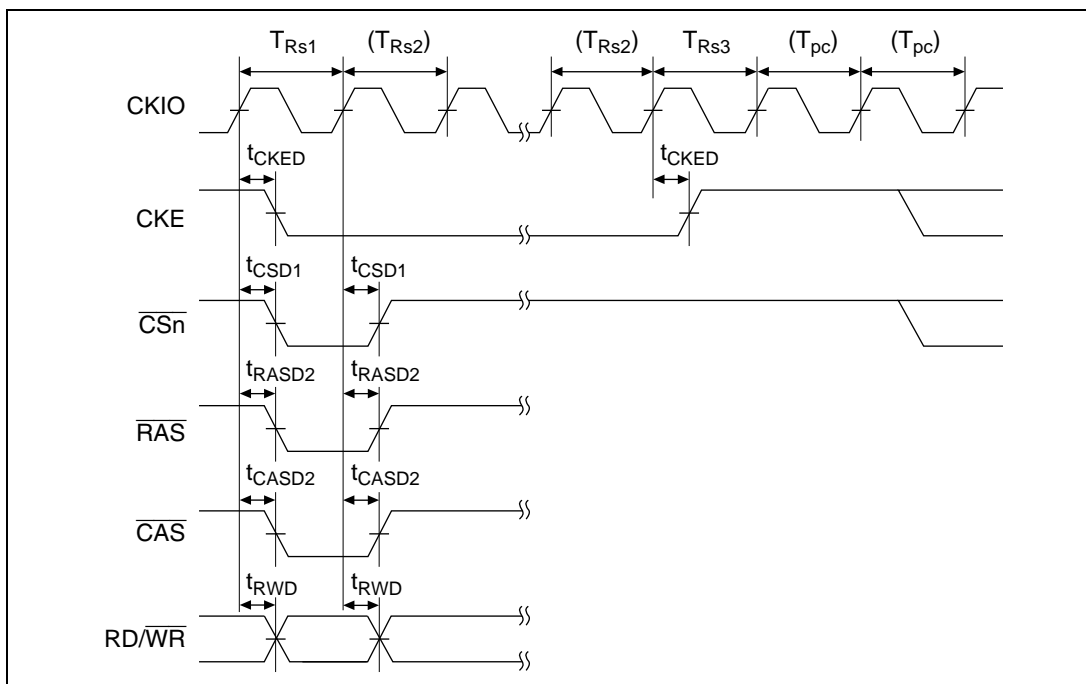 TRs1 (TRs2) (TRs2) TRs3 (Tpc) (Tpc)
CKIO
tCKED tCKED
CKE
tCSD1 tCSD1
CSn
tRASD2 tRASD2
RAS
tCASD2 tCASD2
CAS
tRWD tRWD
RD/WR